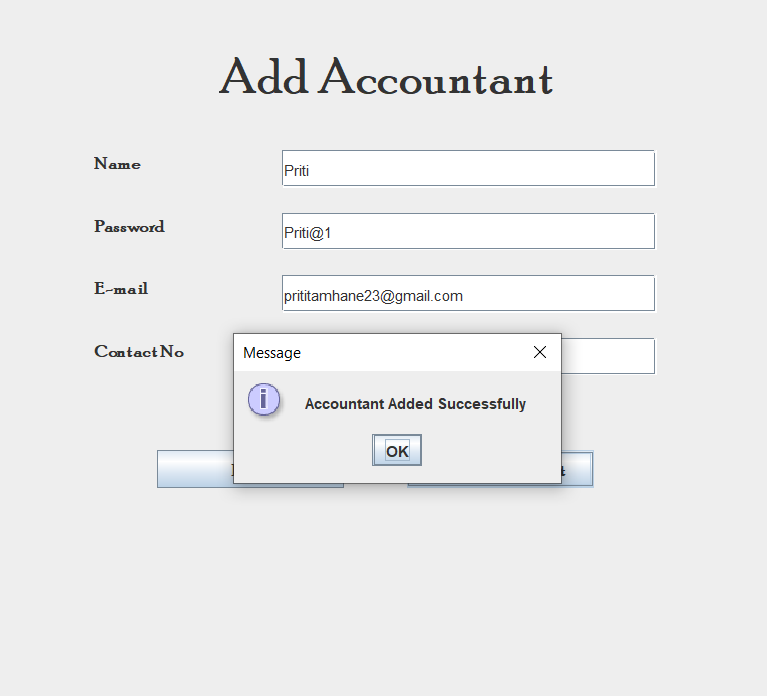 Add Accountant
Name
Priti
Password
Priti@1
E-mail
prititamhane23@gmail.com
Contact No
Message
Accountant Added Successfully
OK